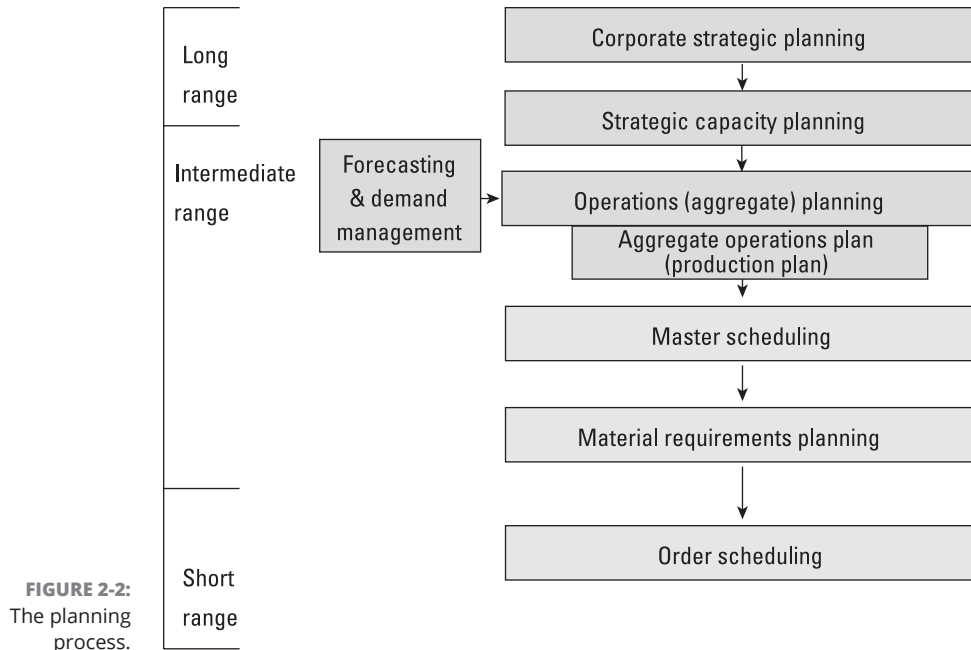 Long
range
Corporate strategic planning
Strategic capacity planning
Intermediate
range
Forecasting
& demand
management
Operations (aggregate) planning
Aggregate operations plan
(production plan)
Master scheduling
Material requirements planning
Order scheduling
Short
range
FIGURE 2-2:
The planning
process.